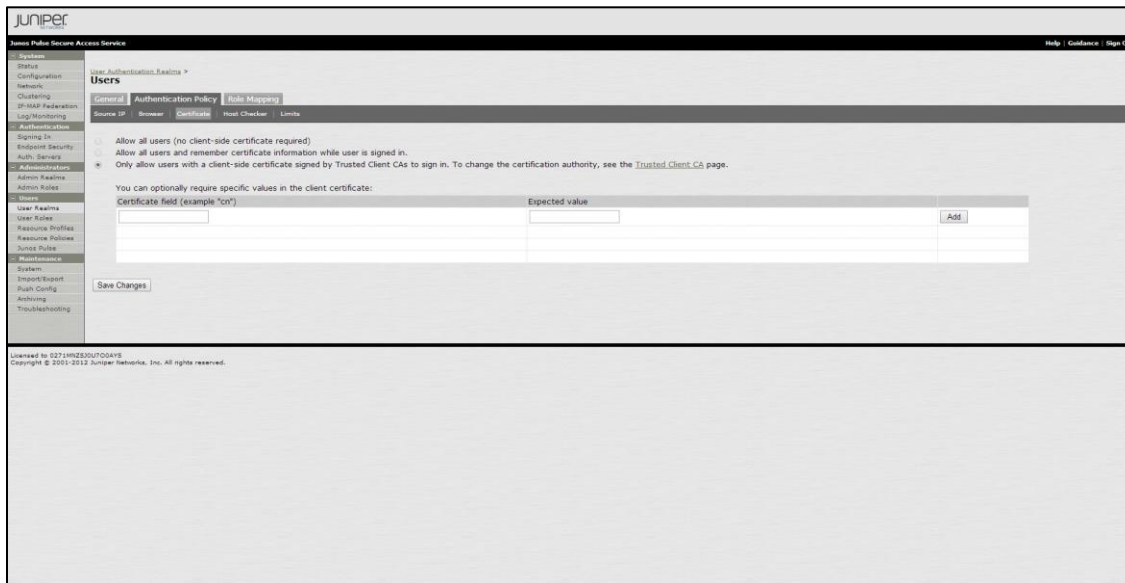 JUNIPER
NETWORKS
Junos Pulse Secure Access Service
Help | Guidance | Sign
System
Status
Configuration
Network
Clustering
IF-MAP Federation
Log/Monitoring
Authentication
Signing In
Endpoint Security
Auth. Servers
Administrators
Admin Realms
Admin Roles
Users
User Realms
User Roles
Resource Profiles
Resource Policies
Junos Pulse
Maintenance
System
Import/Export
Push Config
Archiving
Troubleshooting
User Authentication Realms >
Users
General Authentication Policy Role Mapping
Source IP | Browser | Certificate | Host Checker | Limits
Allow all users (no client-side certificate required)
Allow all users and remember certificate information while user is signed in.
Only allow users with a client-side certificate signed by Trusted Client CAs to sign in. To change the certification authority, see the Trusted Client CA page.
You can optionally require specific values in the client certificate:
Certificate field (example "cn") Expected value
Add
Save Changes
Licensed to
Copyright © 2001-2012 Juniper Networks, Inc. All rights reserved.